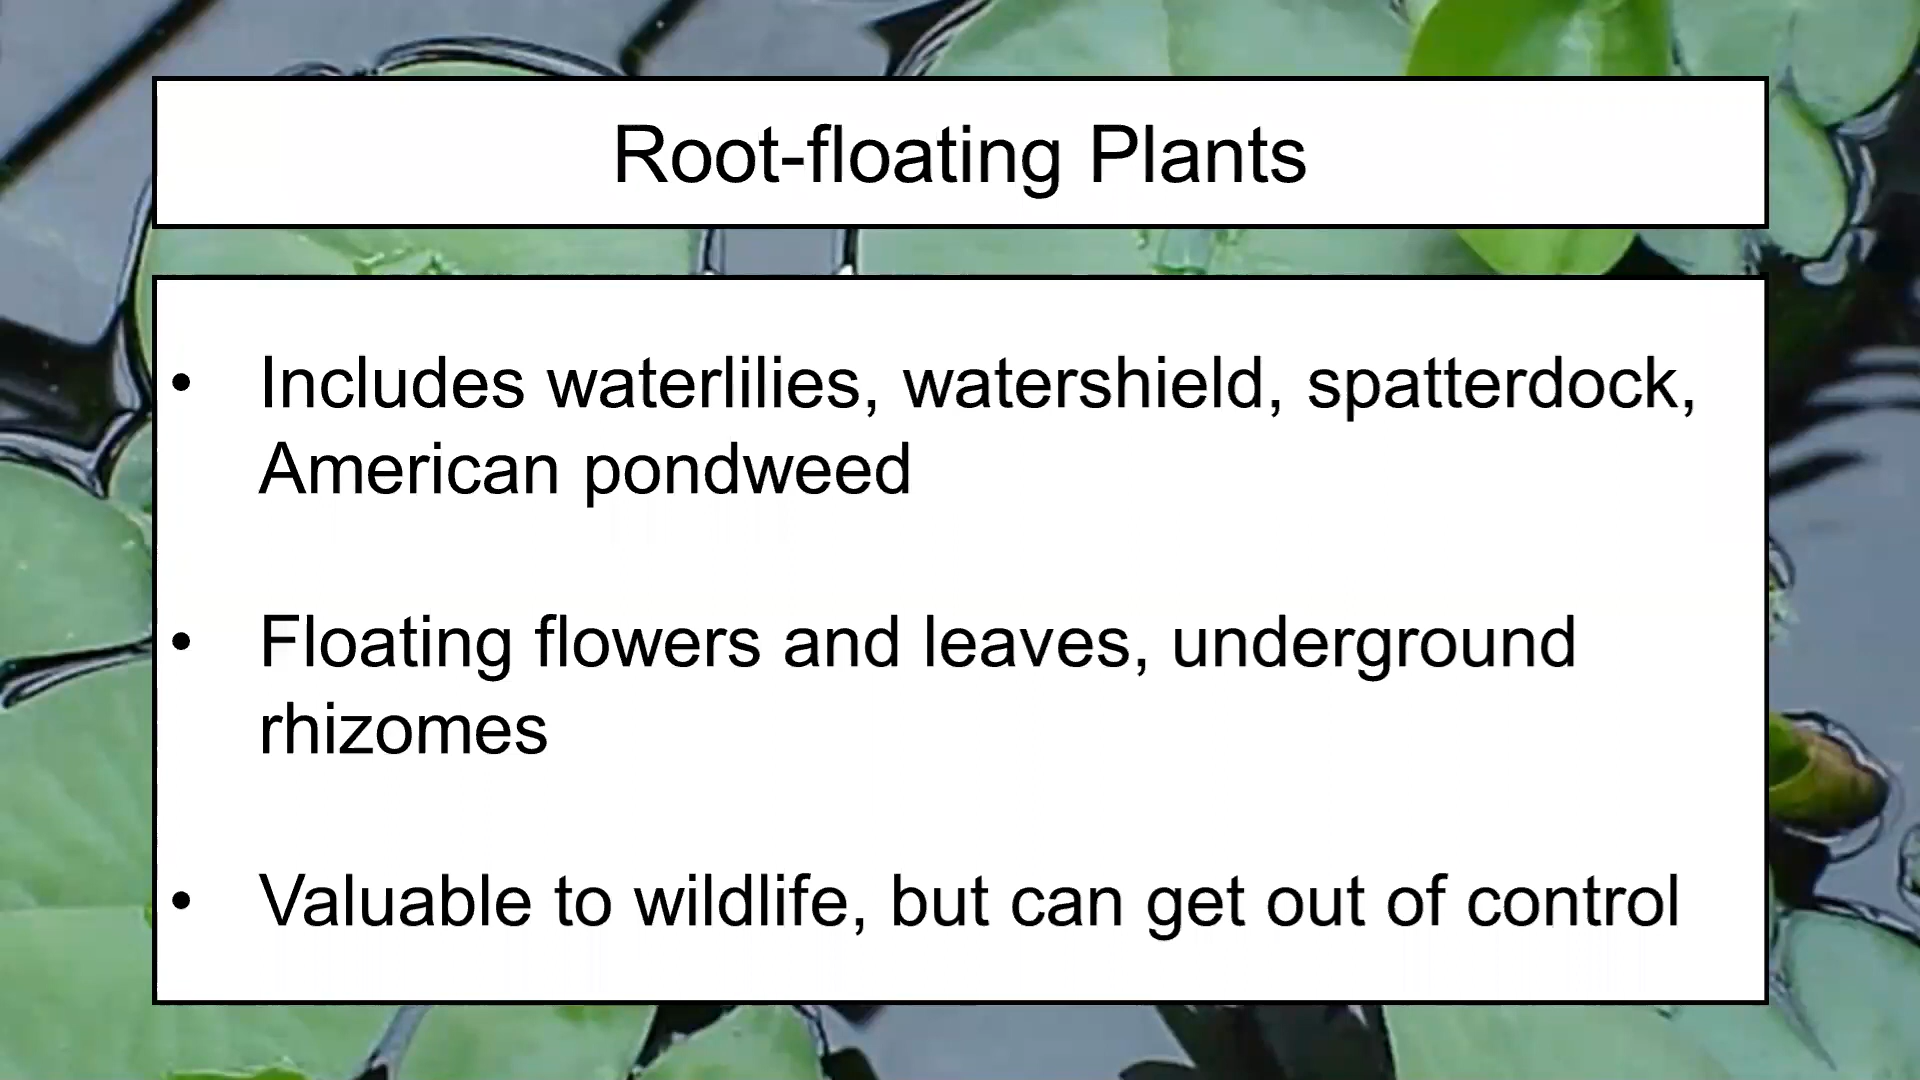 Root-floating Plants
• Includes waterlilies, watershield, spatterdock,
American pondweed
• Floating flowers and leaves, underground
rhizomes
• Valuable to wildlife, but can get out of control